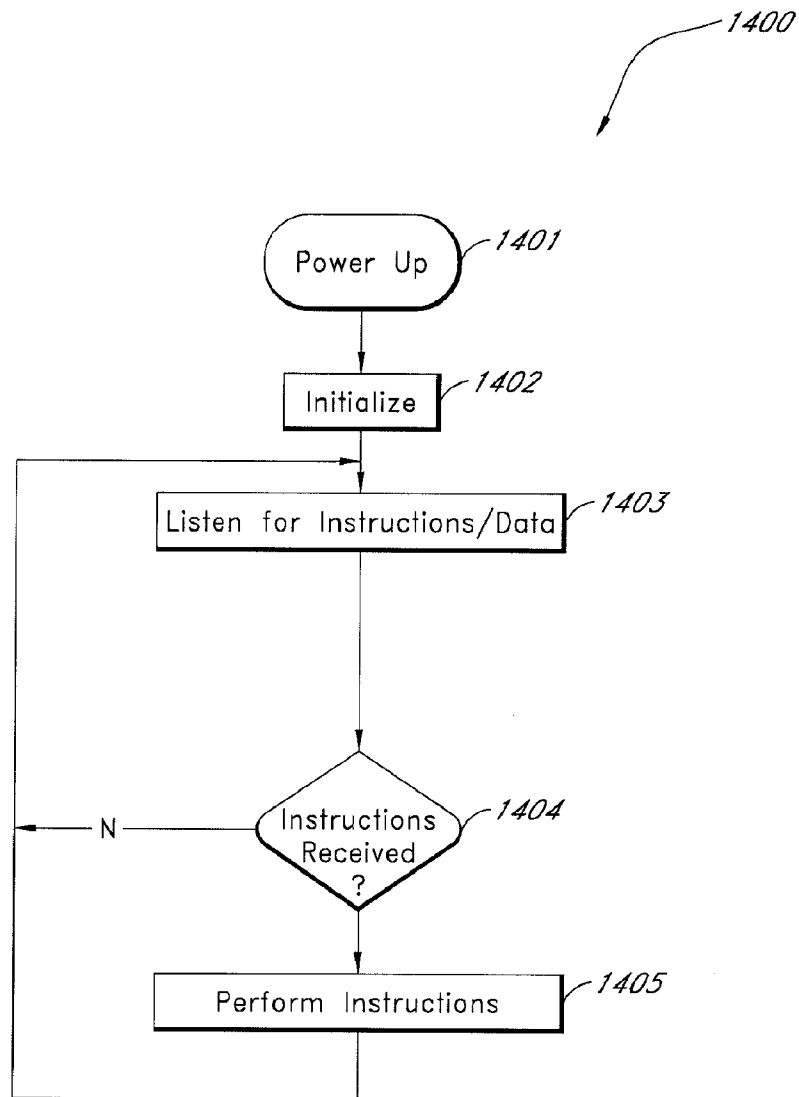 1400
Power Up
1401
Initialize
1402
Listen for Instructions/Data
1403
Instructions
Received
?
1404
N
Perform Instructions
1405